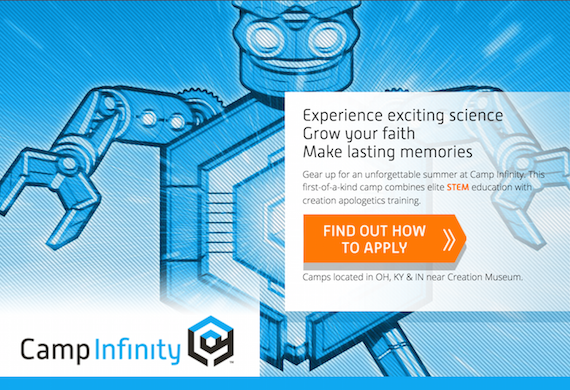 Experience exciting science
Grow your faith
Make lasting memories
Gear up for an unforgettable summer at Camp Infinity. This
first-of-a-kind camp combines elite STEM education with
creation apologetics training.
FIND OUT HOW
TO APPLY
Camps located in OH, KY & IN near Creation Museum.
Camp Infinity ™